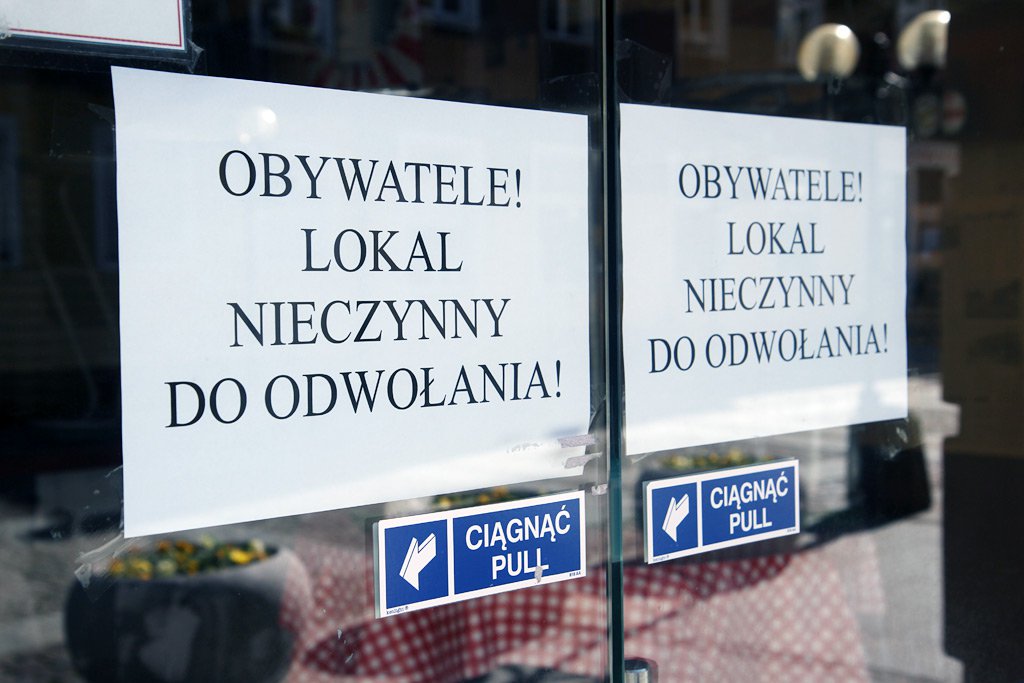 OBYWATELE!
LOKAL
NIECZYNNY
DO ODWOŁANIA!
CIĄGNĄĆ
PULL
OBYWATELE!
LOKAL
NIECZYNNY
DO ODWOŁANIA!
CIĄGNĄĆ
PULL